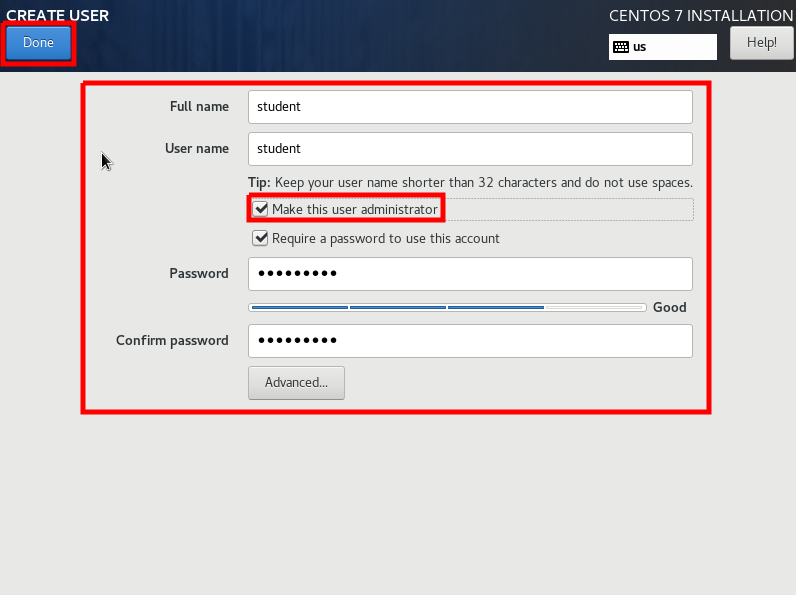 CREATE USER
CENTOS 7 INSTALLATION
Done
us
Help!
Full name
student
User name
student
Tip: Keep your user name shorter than 32 characters and do not use spaces.
Make this user administrator
Require a password to use this account
Password
●●●●●●●●●
Good
Confirm password
●●●●●●●●●
Advanced...